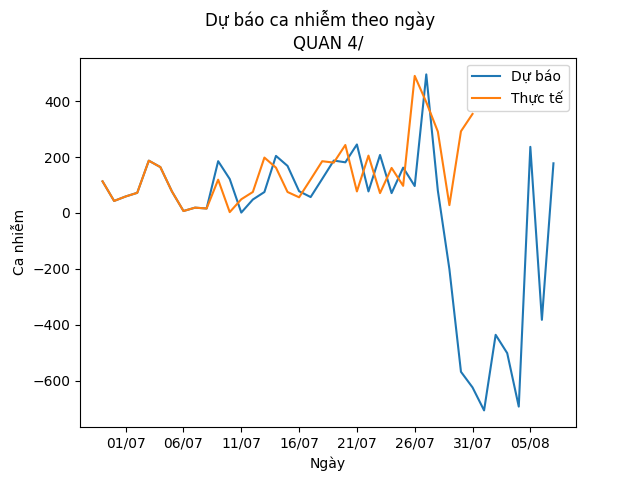 Dự báo ca nhiễm theo ngày
QUAN 4/
Dự báo
Thực tế
Ca nhiễm
400
200
0
−200
−400
−600
01/07 06/07 11/07 16/07 21/07 26/07 31/07 05/08
Ngày